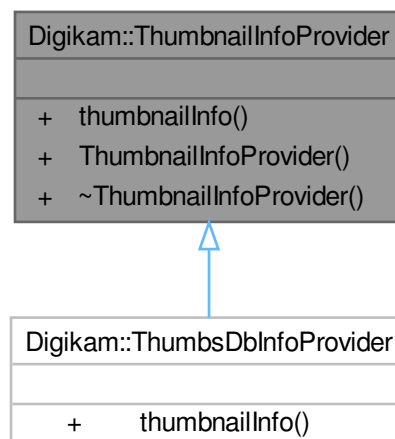 Digikam::ThumbnailInfoProvider
+ thumbnailInfo()
+ ThumbnailInfoProvider()
+ ~ThumbnailInfoProvider()
Digikam::ThumbsDbInfoProvider
+ thumbnailInfo()